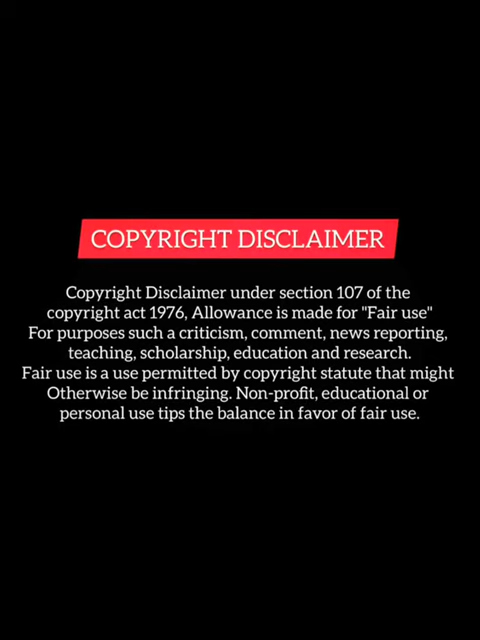 COPYRIGHT DISCLAIMER
Copyright Disclaimer under section 107 of the
copyright act 1976, Allowance is made for "Fair use"
For purposes such a criticism, comment, news reporting,
teaching, scholarship, education and research.
Fair use is a use permitted by copyright statute that might
Otherwise be infringing. Non-profit, educational or
personal use tips the balance in favor of fair use.